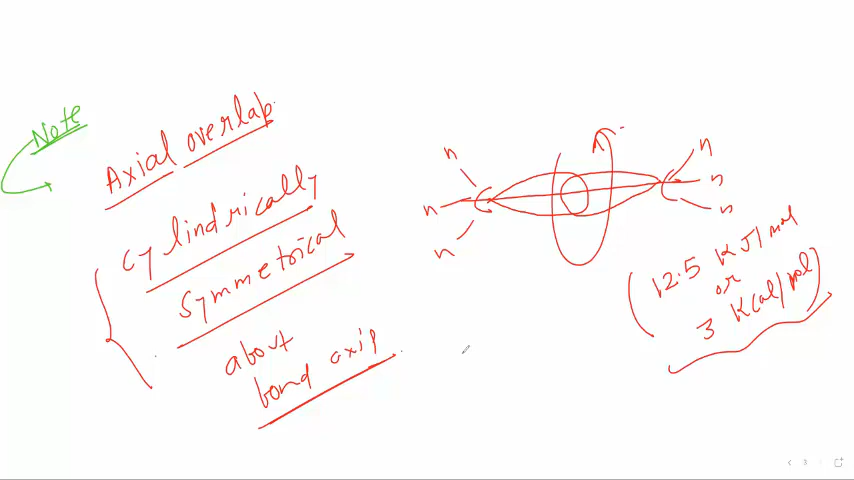 Note
Axial overlap
Cylindrically
Symmetrical
about
bond axis
n
n
n
n
n
n
12.5 KJ/mol
or
3 Kcal/mol